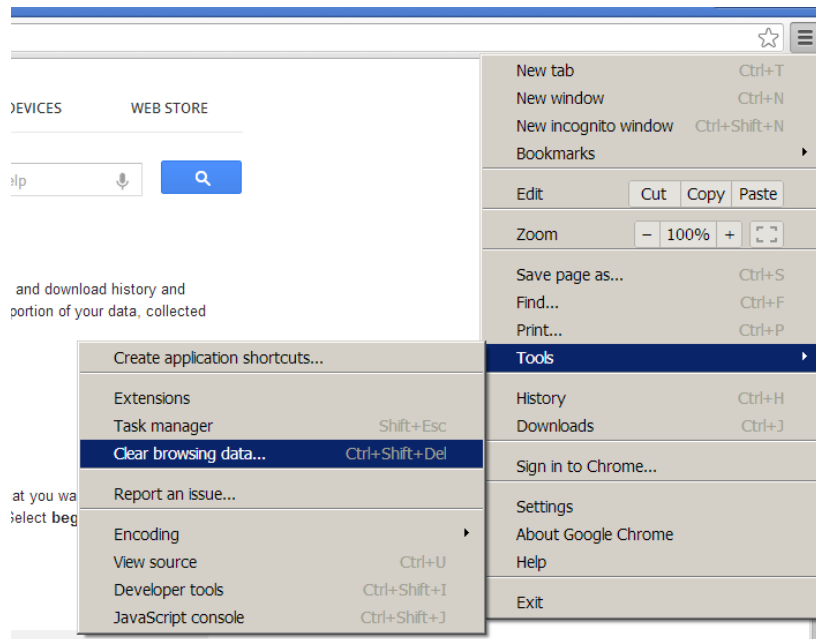 New tab Ctrl+T
DEVICES WEB STORE
New window Ctrl+N
New incognito window Ctrl+Shift+N
Bookmarks
elp
Edit Cut Copy Paste
Zoom − 100% +
and download history and
portion of your data, collected
Save page as... Ctrl+S
Find... Ctrl+F
Print... Ctrl+P
Tools
History Ctrl+H
Downloads Ctrl+J
Sign in to Chrome...
Settings
About Google Chrome
Help
Exit
Create application shortcuts...
Extensions
Task manager Shift+Esc
Clear browsing data... Ctrl+Shift+Del
Report an issue...
Encoding
View source Ctrl+U
Developer tools Ctrl+Shift+I
JavaScript console Ctrl+Shift+J
at you wa
Select beg